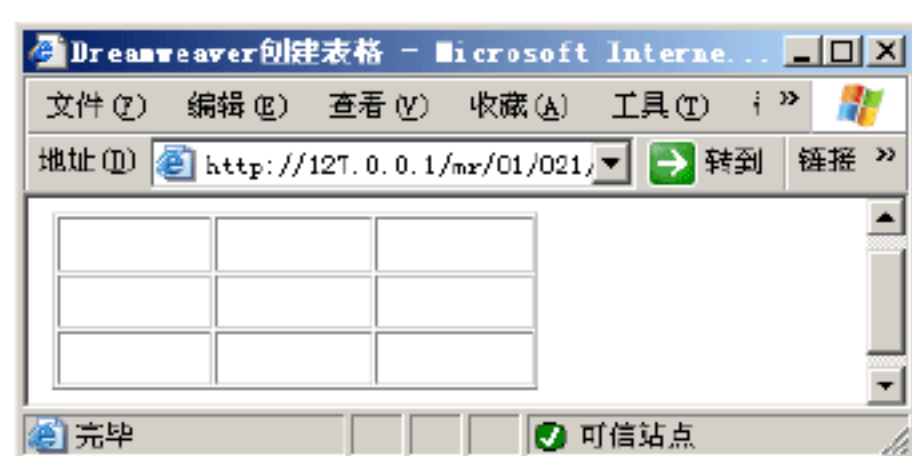 Dreamweaver创建表格 - Microsoft Interne...
文件(F) 编辑(E) 查看(V) 收藏(A) 工具(T) »
地址(D) http://127.0.0.1/mr/01/021/ 转到 链接 »
完毕 可信站点